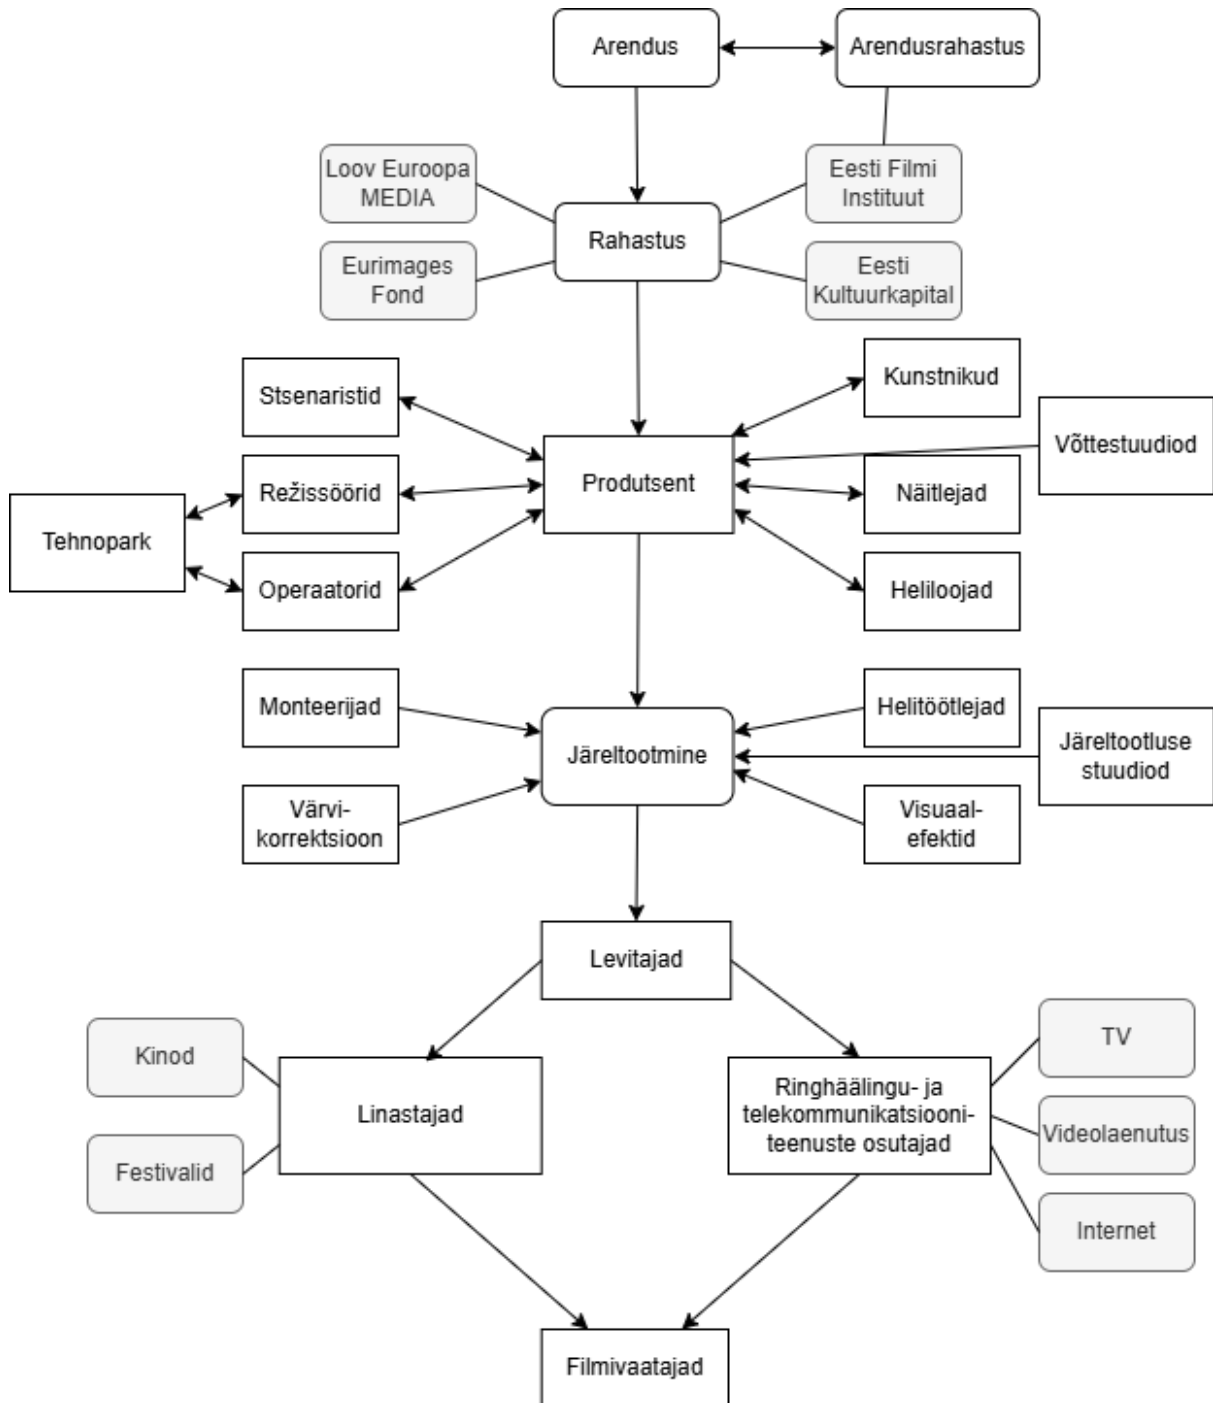 Arendus
Arendusrahastus
Loov Euroopa
MEDIA
Eesti Filmi
Instituut
Rahastus
Eurimages
Fond
Eesti
Kultuurkapital
Stsenaristid
Kunstnikud
Võttestuudiod
Produtsent
Režissöörid
Näitlejad
Tehnopark
Operaatorid
Heliloojad
Monteerijad
Helitöötlejad
Järeltootmine
Järeltootluse
stuudiod
Värvi-
korrektsioon
Visuaal-
efektid
Levitajad
Kinod
TV
Linastajad
Ringhäälingu- ja
telekommunikatsiooni-
teenuste osutajad
Videolaenutus
Festivalid
Internet
Filmivaatajad